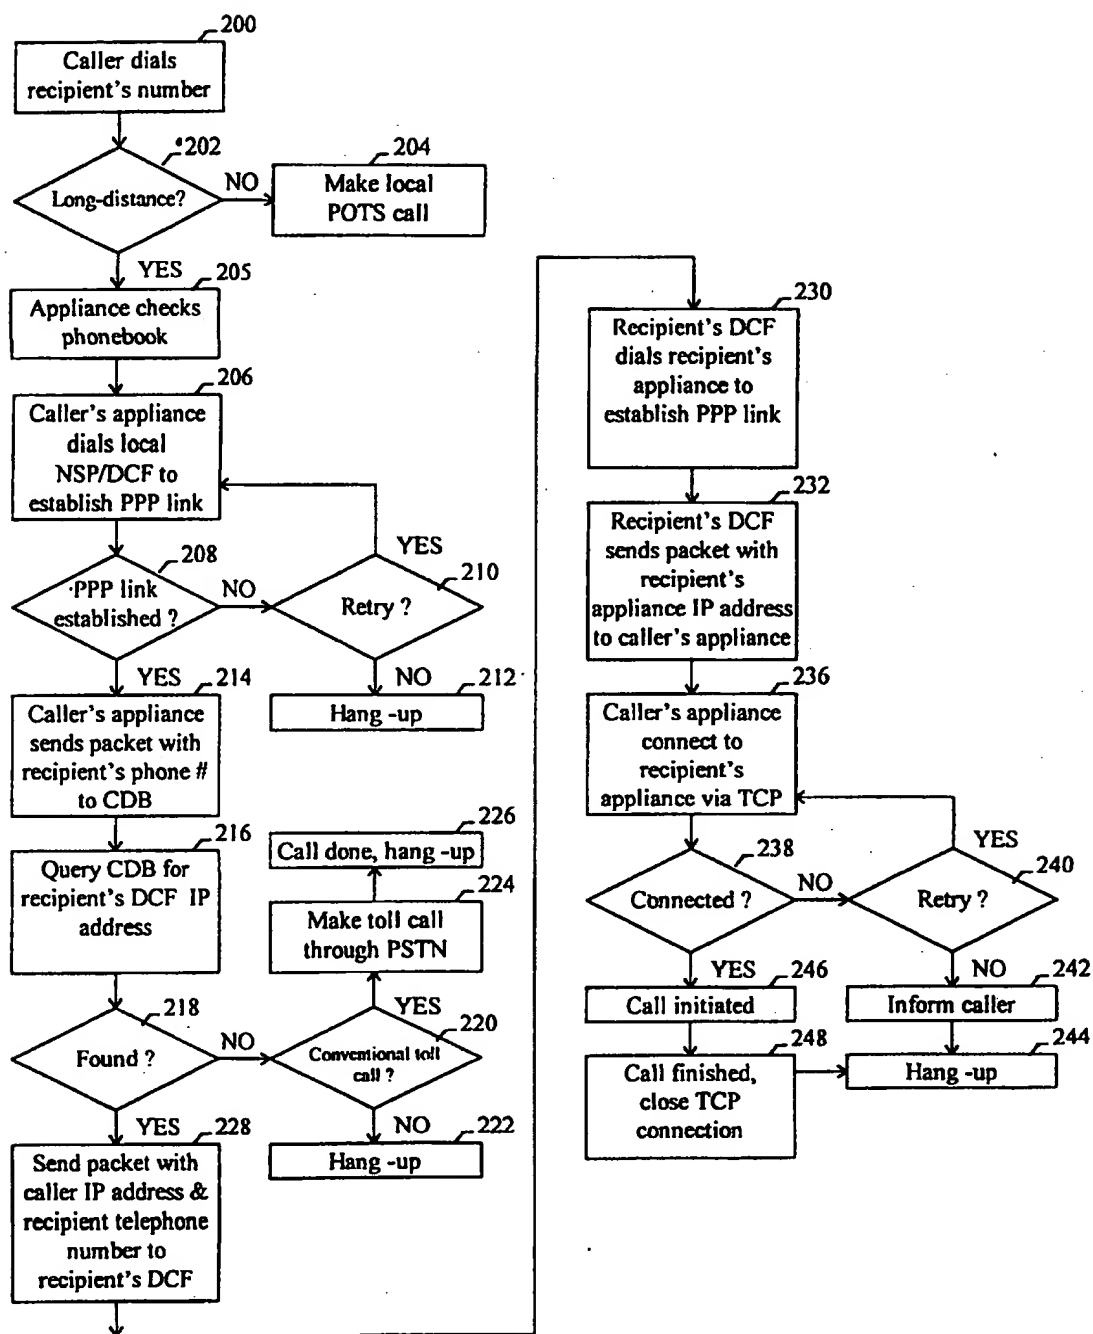 200
Caller dials
recipient's number
202
Long-distance?
NO
204
Make local
POTS call
YES
205
Appliance checks
phonebook
206
Caller's appliance
dials local
NSP/DCF to
establish PPP link
208
PPP link
established ?
NO
YES
210
Retry ?
NO
212
Hang -up
YES
214
Caller's appliance
sends packet with
recipient's phone #
to CDB
216
Query CDB for
recipient's DCF IP
address
218
Found ?
NO
220
Conventional toll
call ?
YES
224
Make toll call
through PSTN
226
Call done, hang -up
NO
222
Hang -up
YES
228
Send packet with
caller IP address &
recipient telephone
number to
recipient's DCF
230
Recipient's DCF
dials recipient's
appliance to
establish PPP link
232
Recipient's DCF
sends packet with
recipient's
appliance IP address
to caller's appliance
236
Caller's appliance
connect to
recipient's
appliance via TCP
238
Connected ?
NO
YES
240
Retry ?
NO
242
Inform caller
244
Hang -up
YES
246
Call initiated
248
Call finished,
close TCP
connection